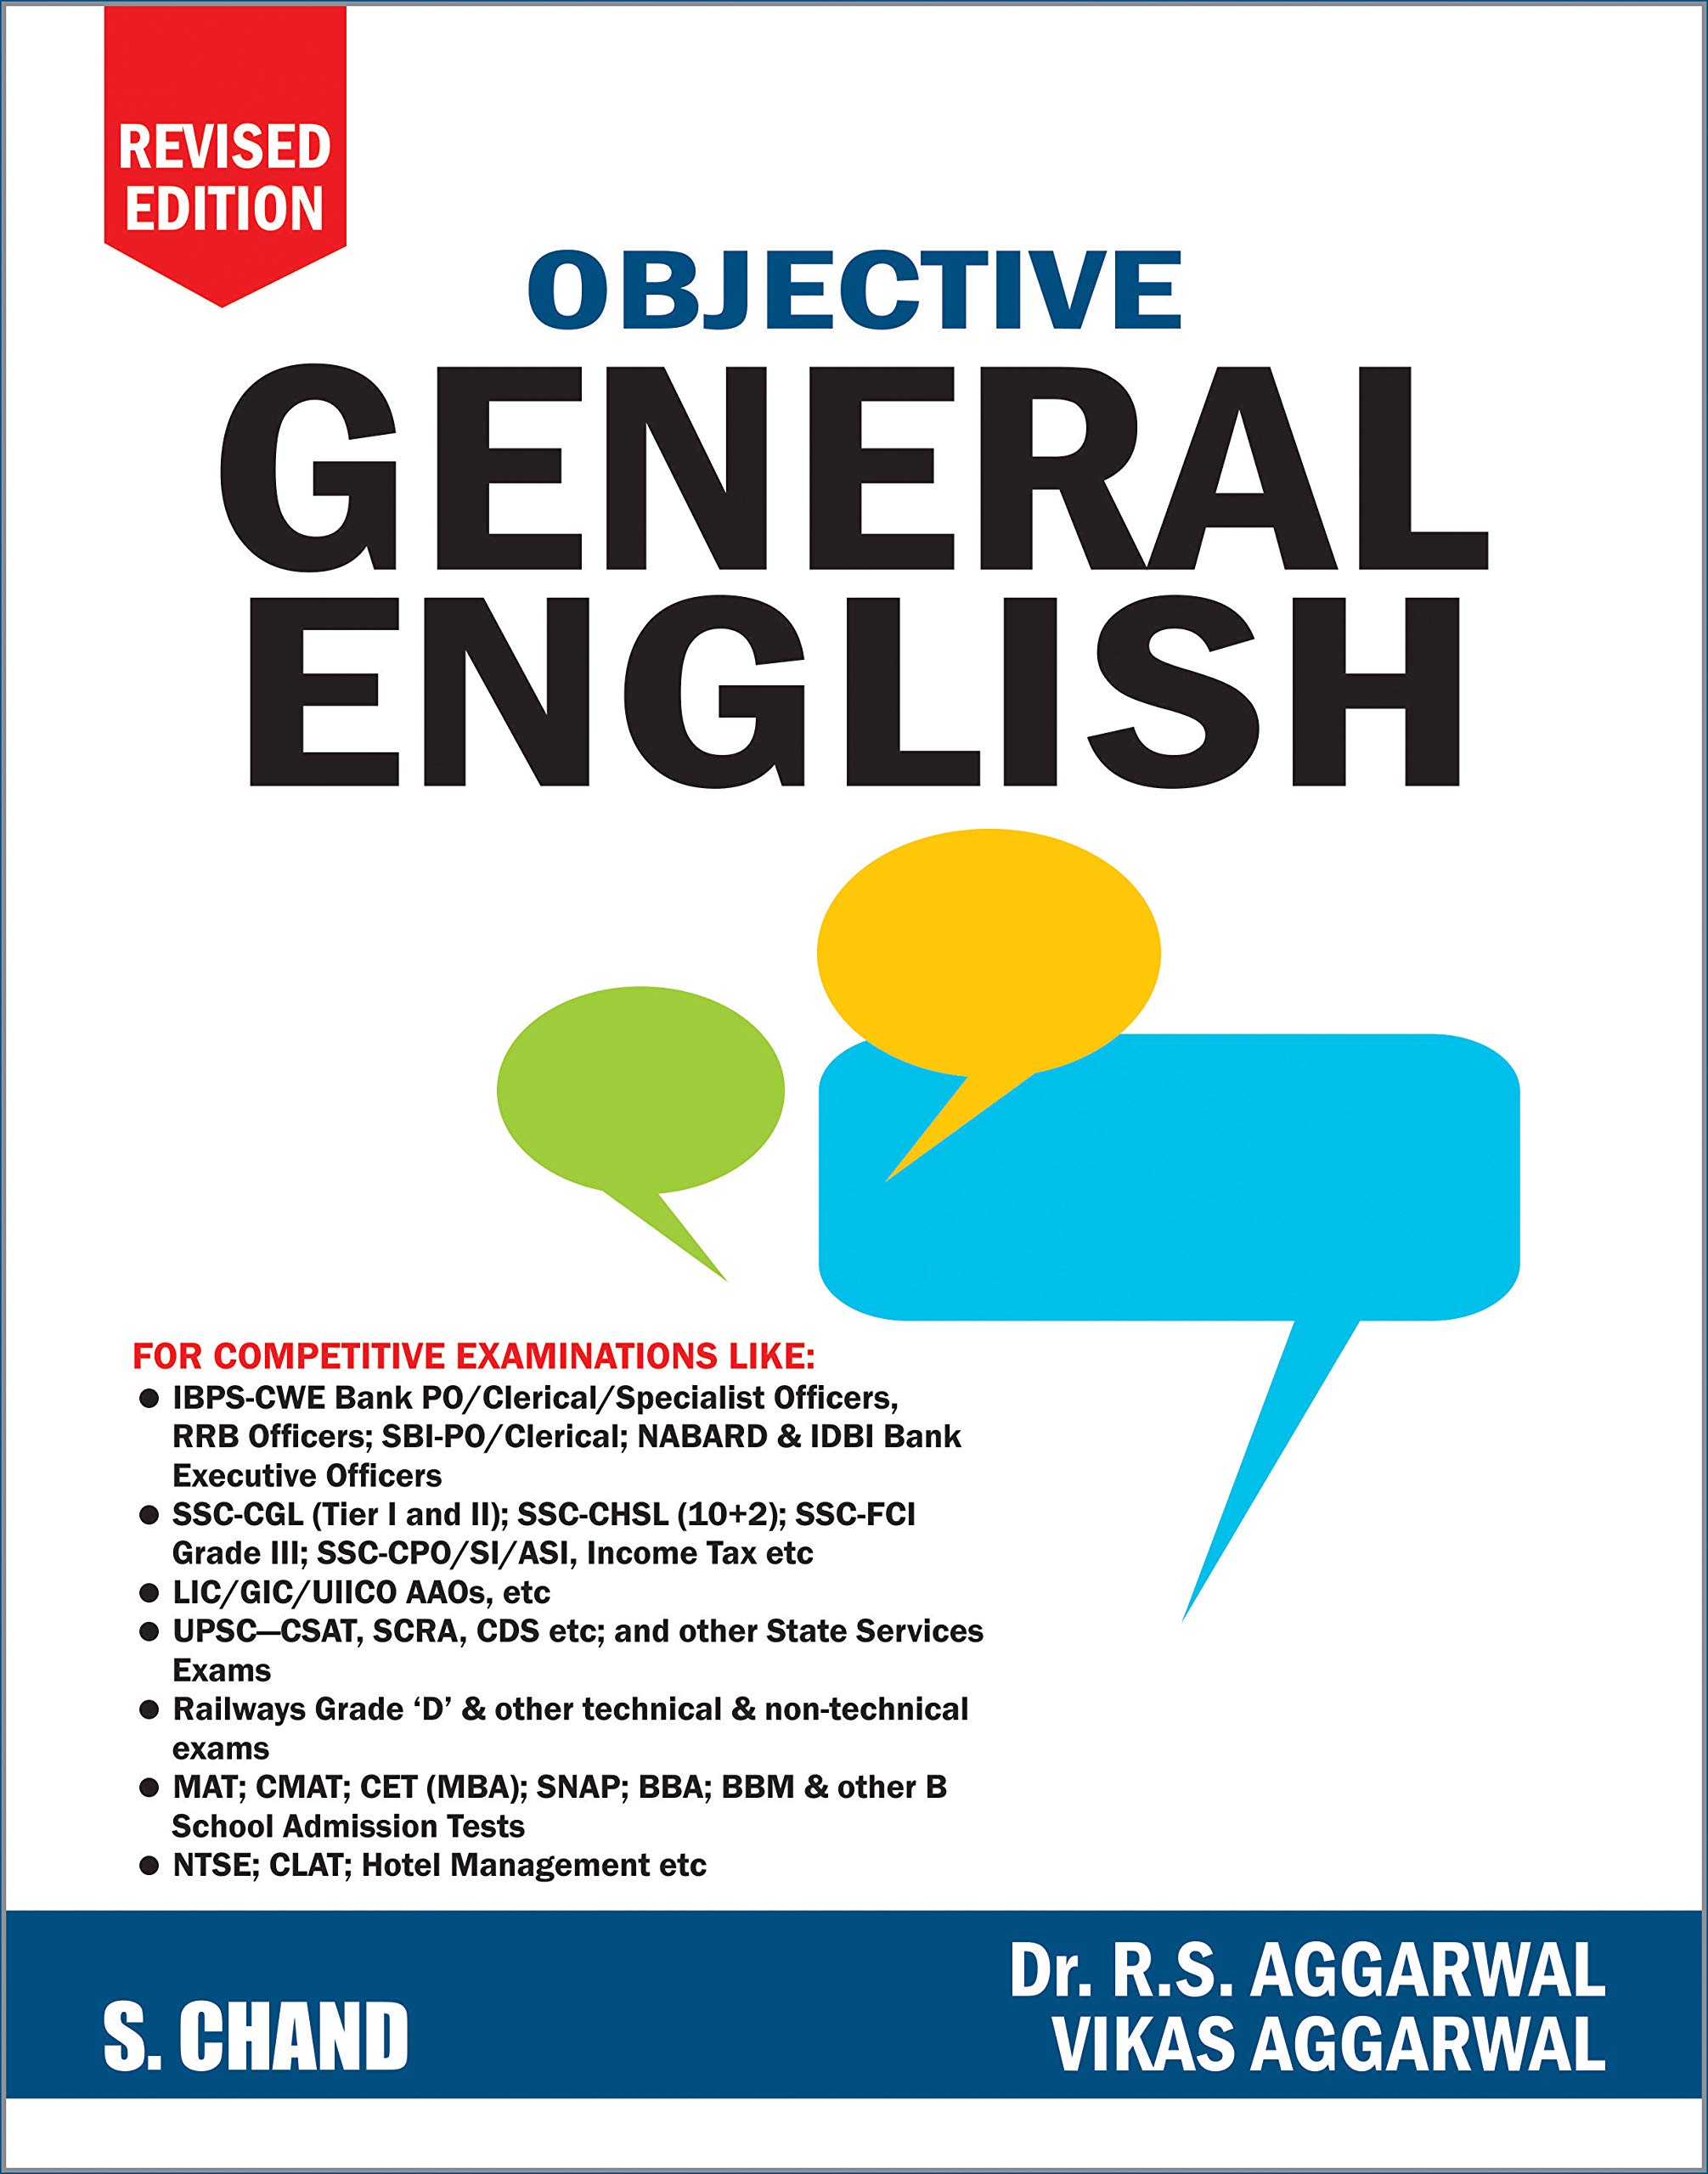 REVISED
EDITION
OBJECTIVE
GENERAL
ENGLISH
FOR COMPETITIVE EXAMINATIONS LIKE:
● IBPS-CWE Bank PO/Clerical/Specialist Officers,
RRB Officers; SBI-PO/Clerical; NABARD & IDBI Bank
Executive Officers
● SSC-CGL (Tier I and II); SSC-CHSL (10+2); SSC-FCI
Grade III; SSC-CPO/SI/ASI, Income Tax etc
● LIC/GIC/UIICO AAOs, etc
● UPSC—CSAT, SCRA, CDS etc; and other State Services
Exams
● Railways Grade ‘D’ & other technical & non-technical
exams
● MAT; CMAT; CET (MBA); SNAP; BBA; BBM & other B
School Admission Tests
● NTSE; CLAT; Hotel Management etc
S. CHAND
Dr. R.S. AGGARWAL
VIKAS AGGARWAL